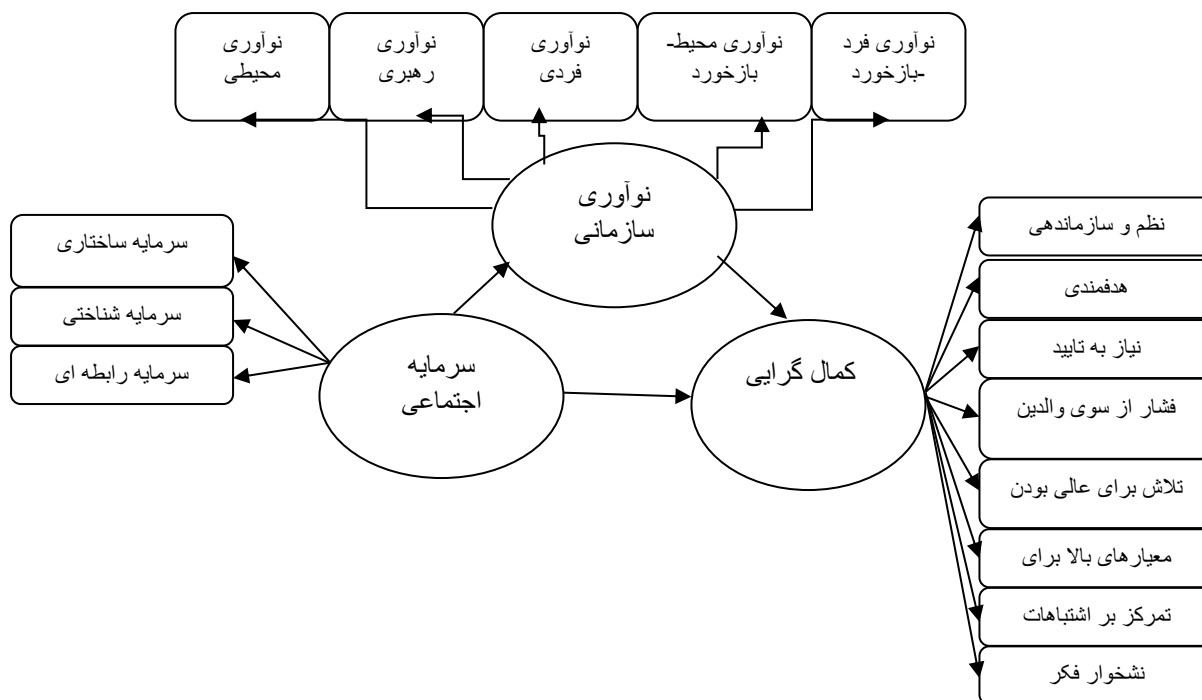 نوآوری فرد
-بازخورد
نوآوری محیط-
بازخورد
نوآوری
فردی
نوآوری
رهبری
نوآوری
محیطی
نوآوری
سازمانی
نظم و سازماندهی
هدفمندی
نیاز به تایید
فشار از سوی والدین
تلاش برای عالی بودن
معیارهای بالا برای
تمرکز بر اشتباهات
نشخوار فکر
کمال گرایی
سرمایه
اجتماعی
سرمایه ساختاری
سرمایه شناختی
سرمایه رابطه ای